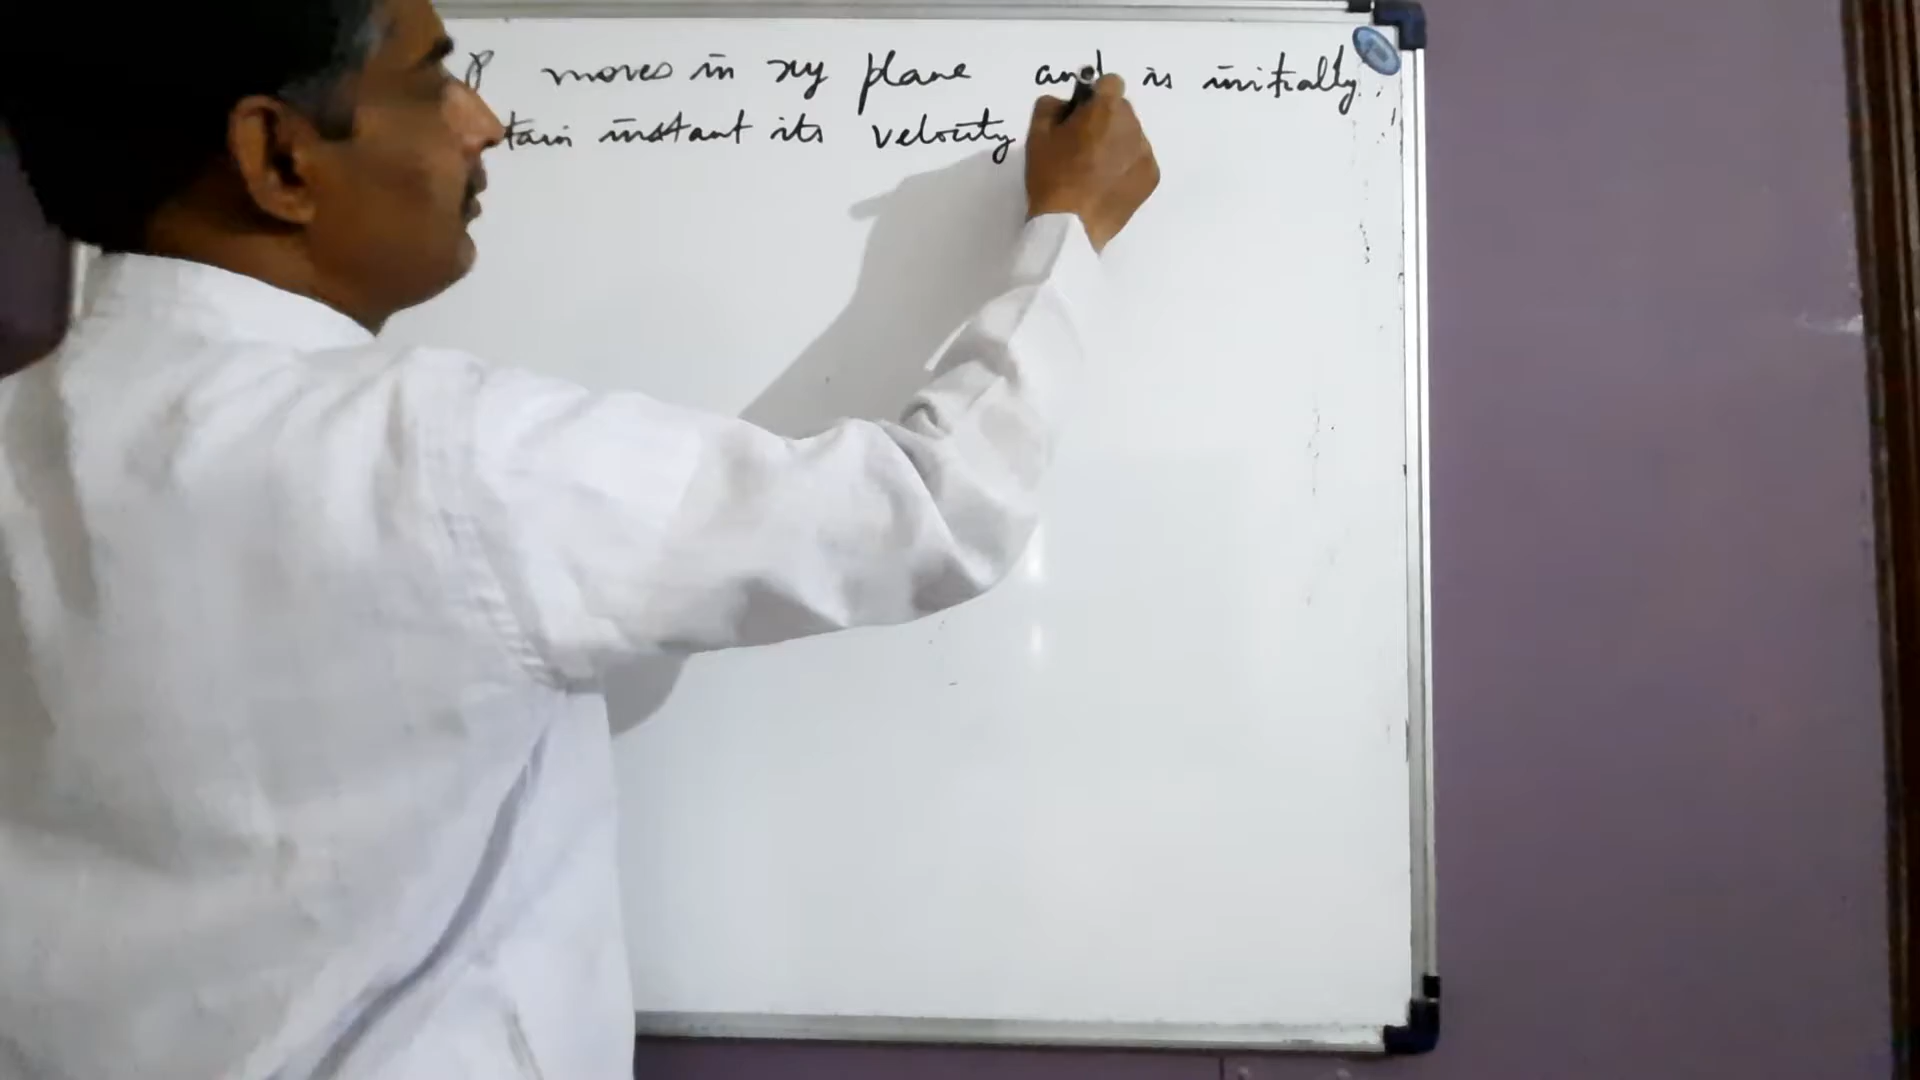 P moves in xy plane and is initially
tain instant its velocity